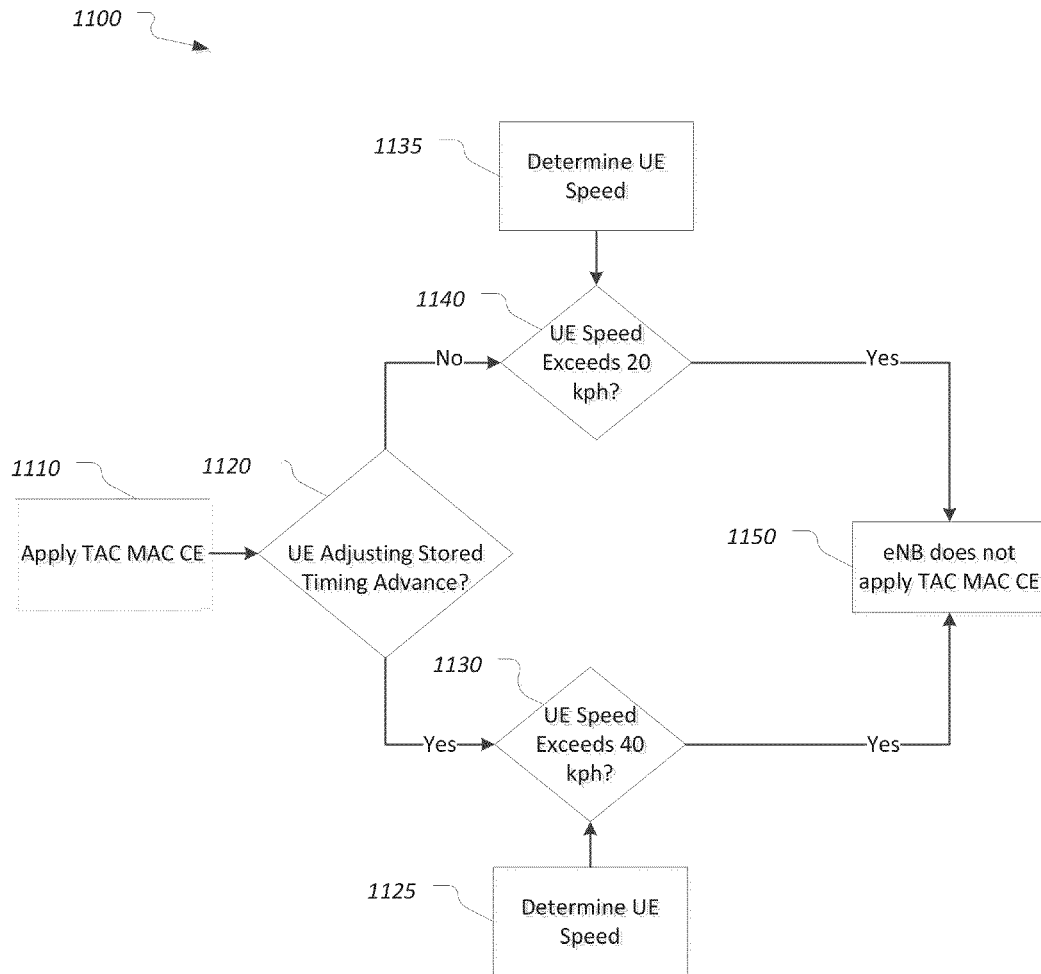 1100
1135
Determine UE
Speed
1140
UE Speed
Exceeds 20
kph?
No
Yes
1110
Apply TAC MAC CE
1120
UE Adjusting Stored
Timing Advance?
1150
eNB does not
apply TAC MAC CE
1130
UE Speed
Exceeds 40
kph?
Yes
Yes
1125
Determine UE
Speed